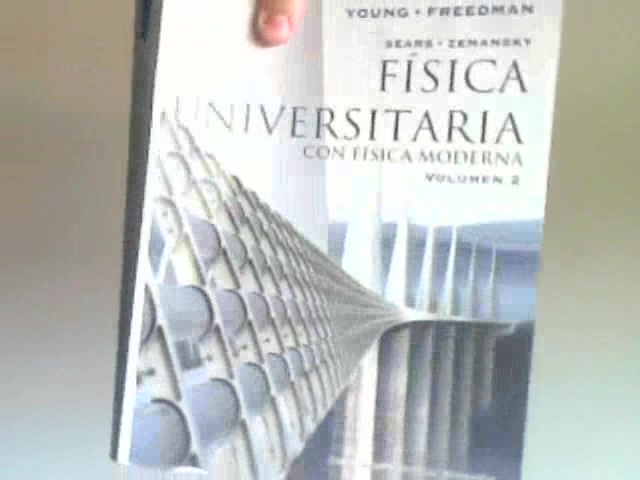 YOUNG • FREEDMAN
SEARS • ZEMANSKY
FÍSICA
UNIVERSITARIA
CON FÍSICA MODERNA
VOLUMEN 2